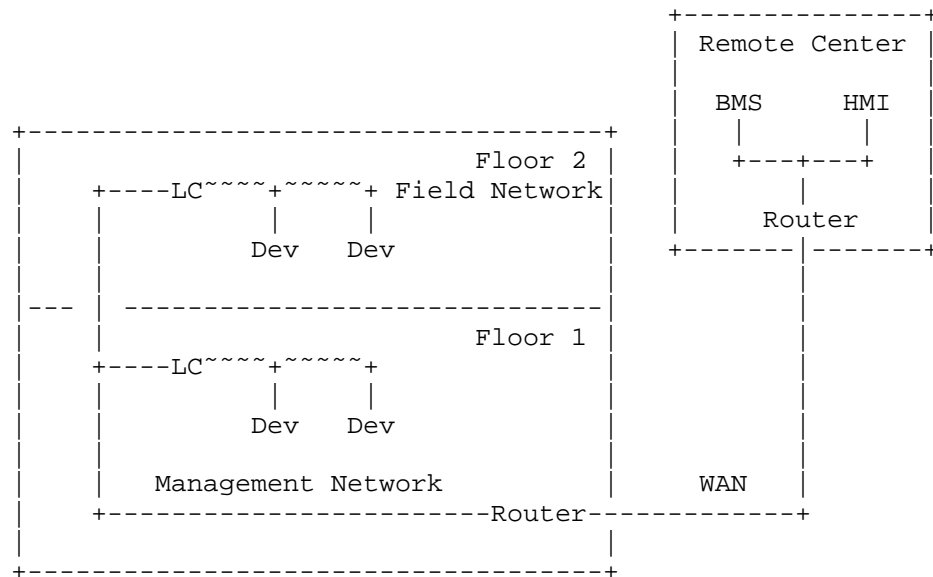 Remote Center
BMS HMI
Floor 2
LC Field Network
Router
Dev Dev
Floor 1
LC
Dev Dev
Management Network WAN
Router